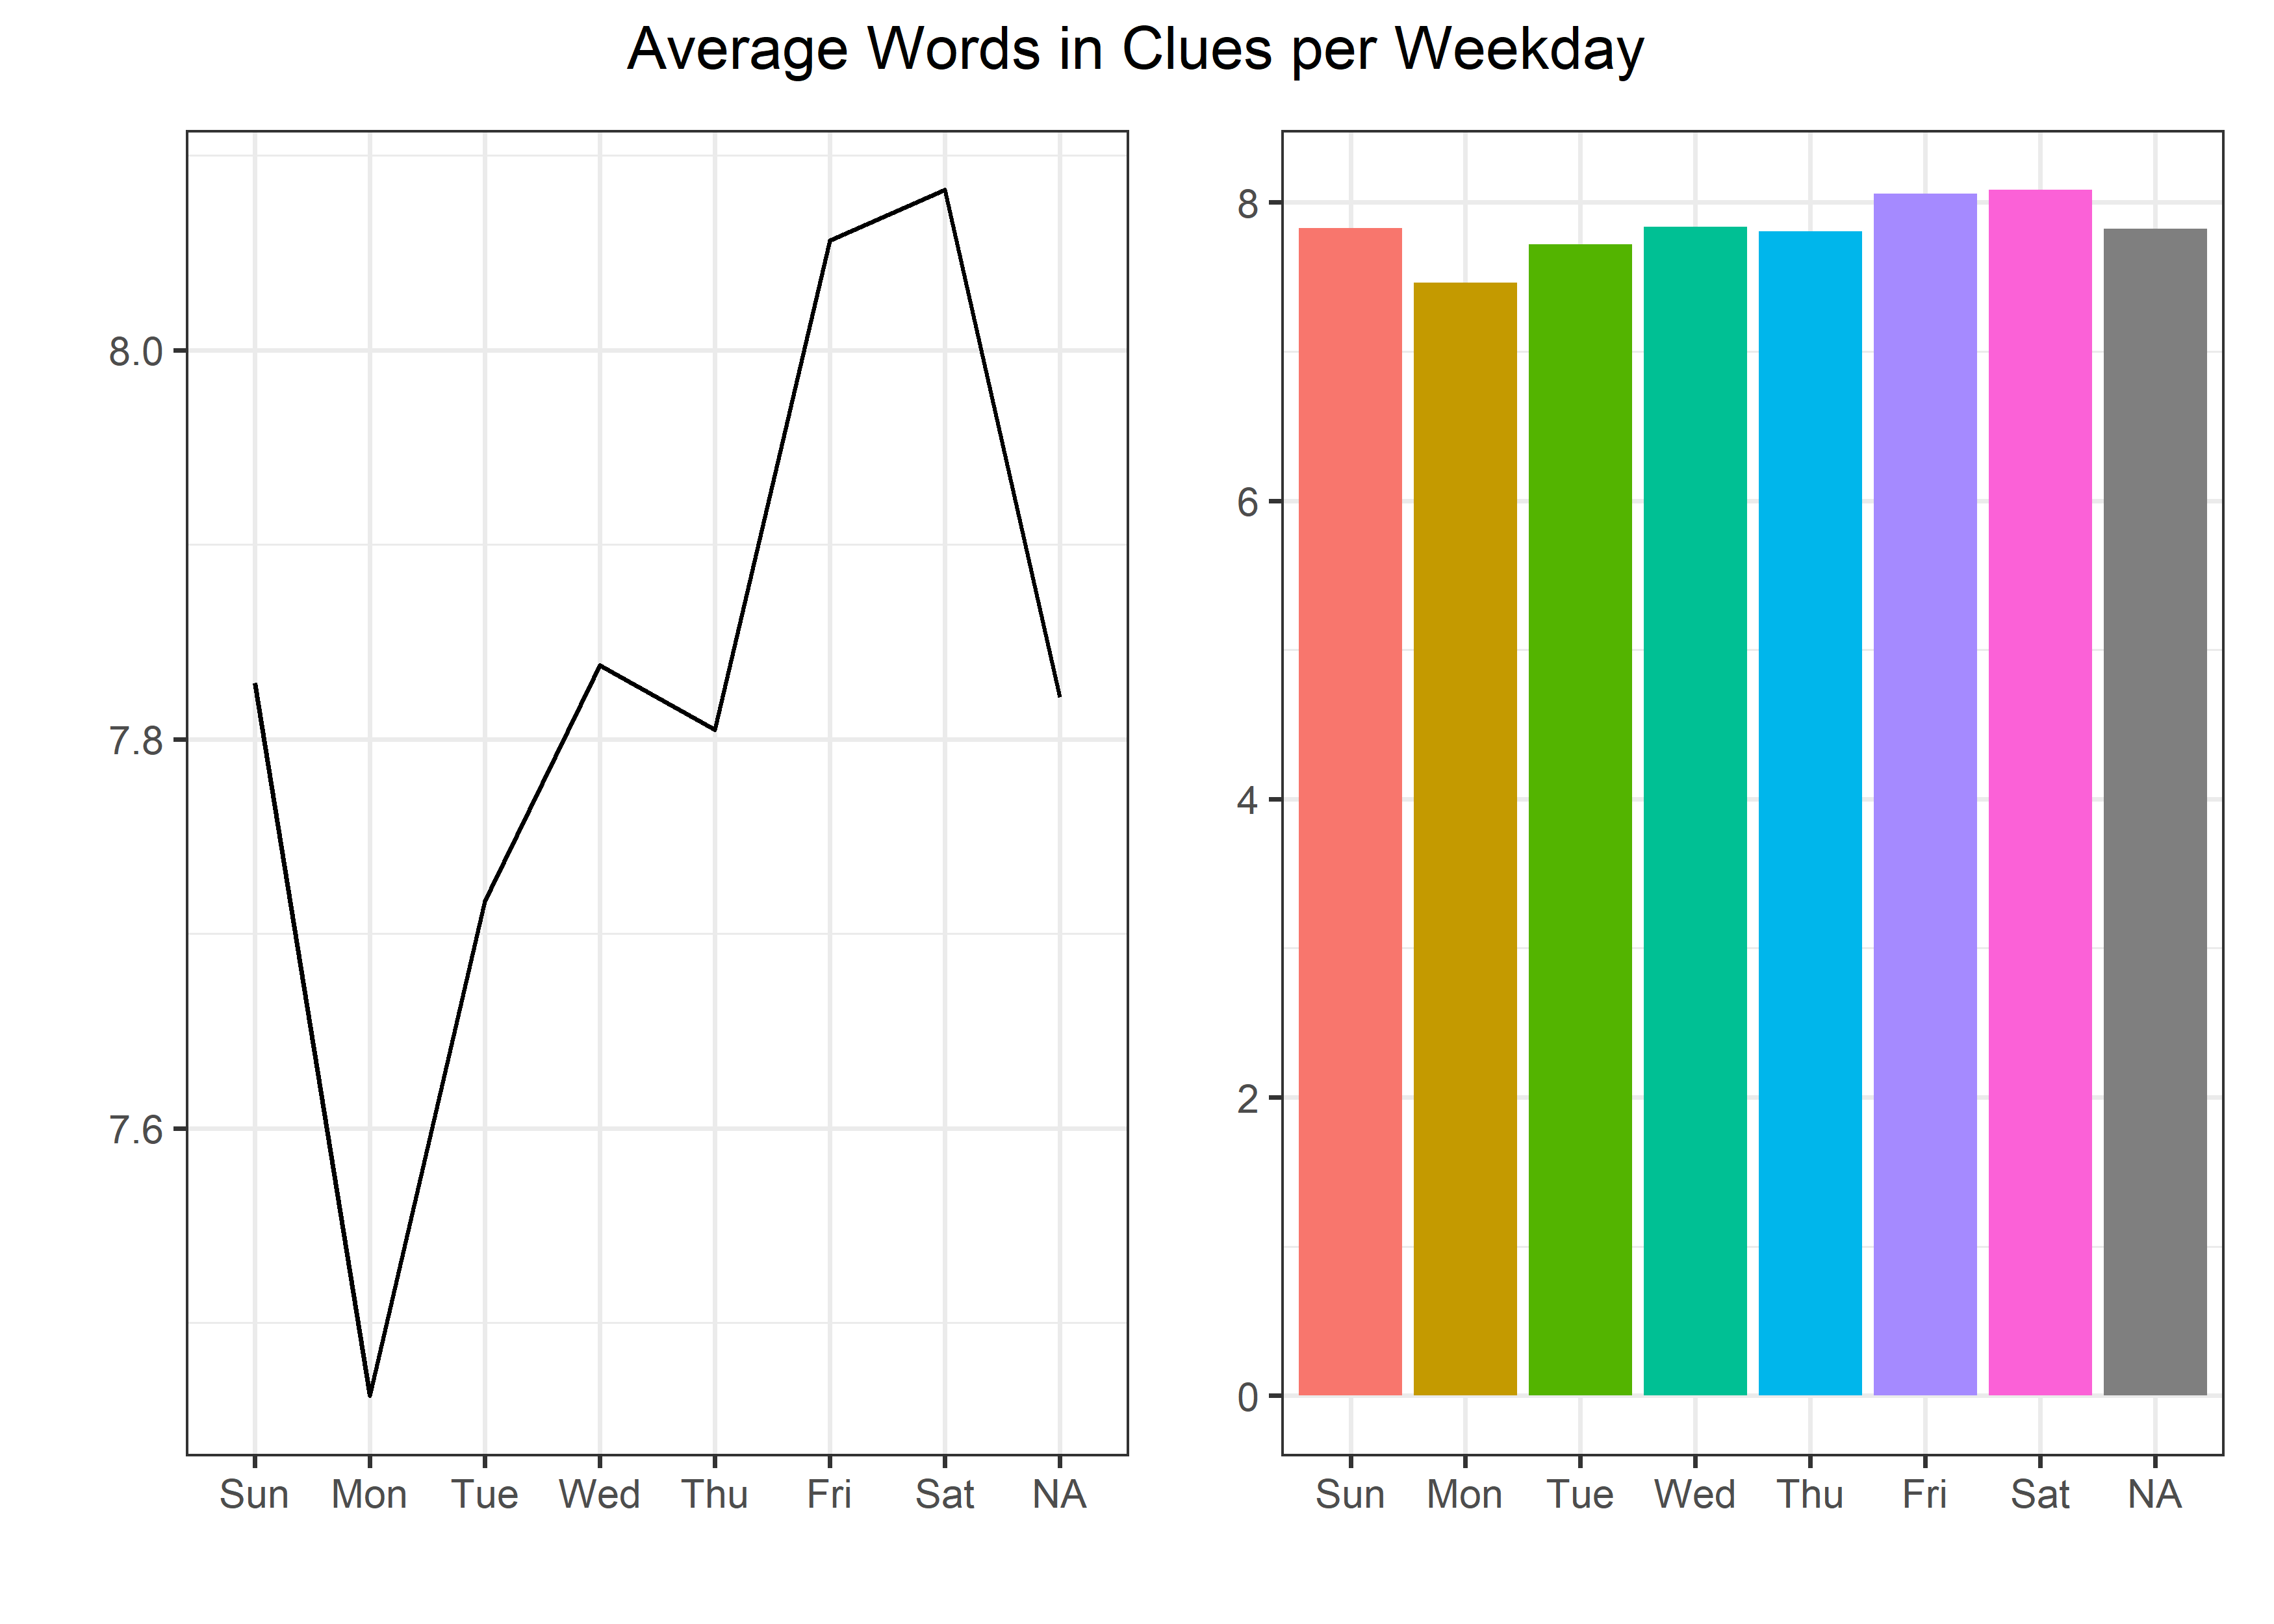 Average Words in Clues per Weekday
8.0
7.8
7.6
Sun Mon Tue Wed Thu Fri Sat NA
8
6
4
2
0
Sun Mon Tue Wed Thu Fri Sat NA